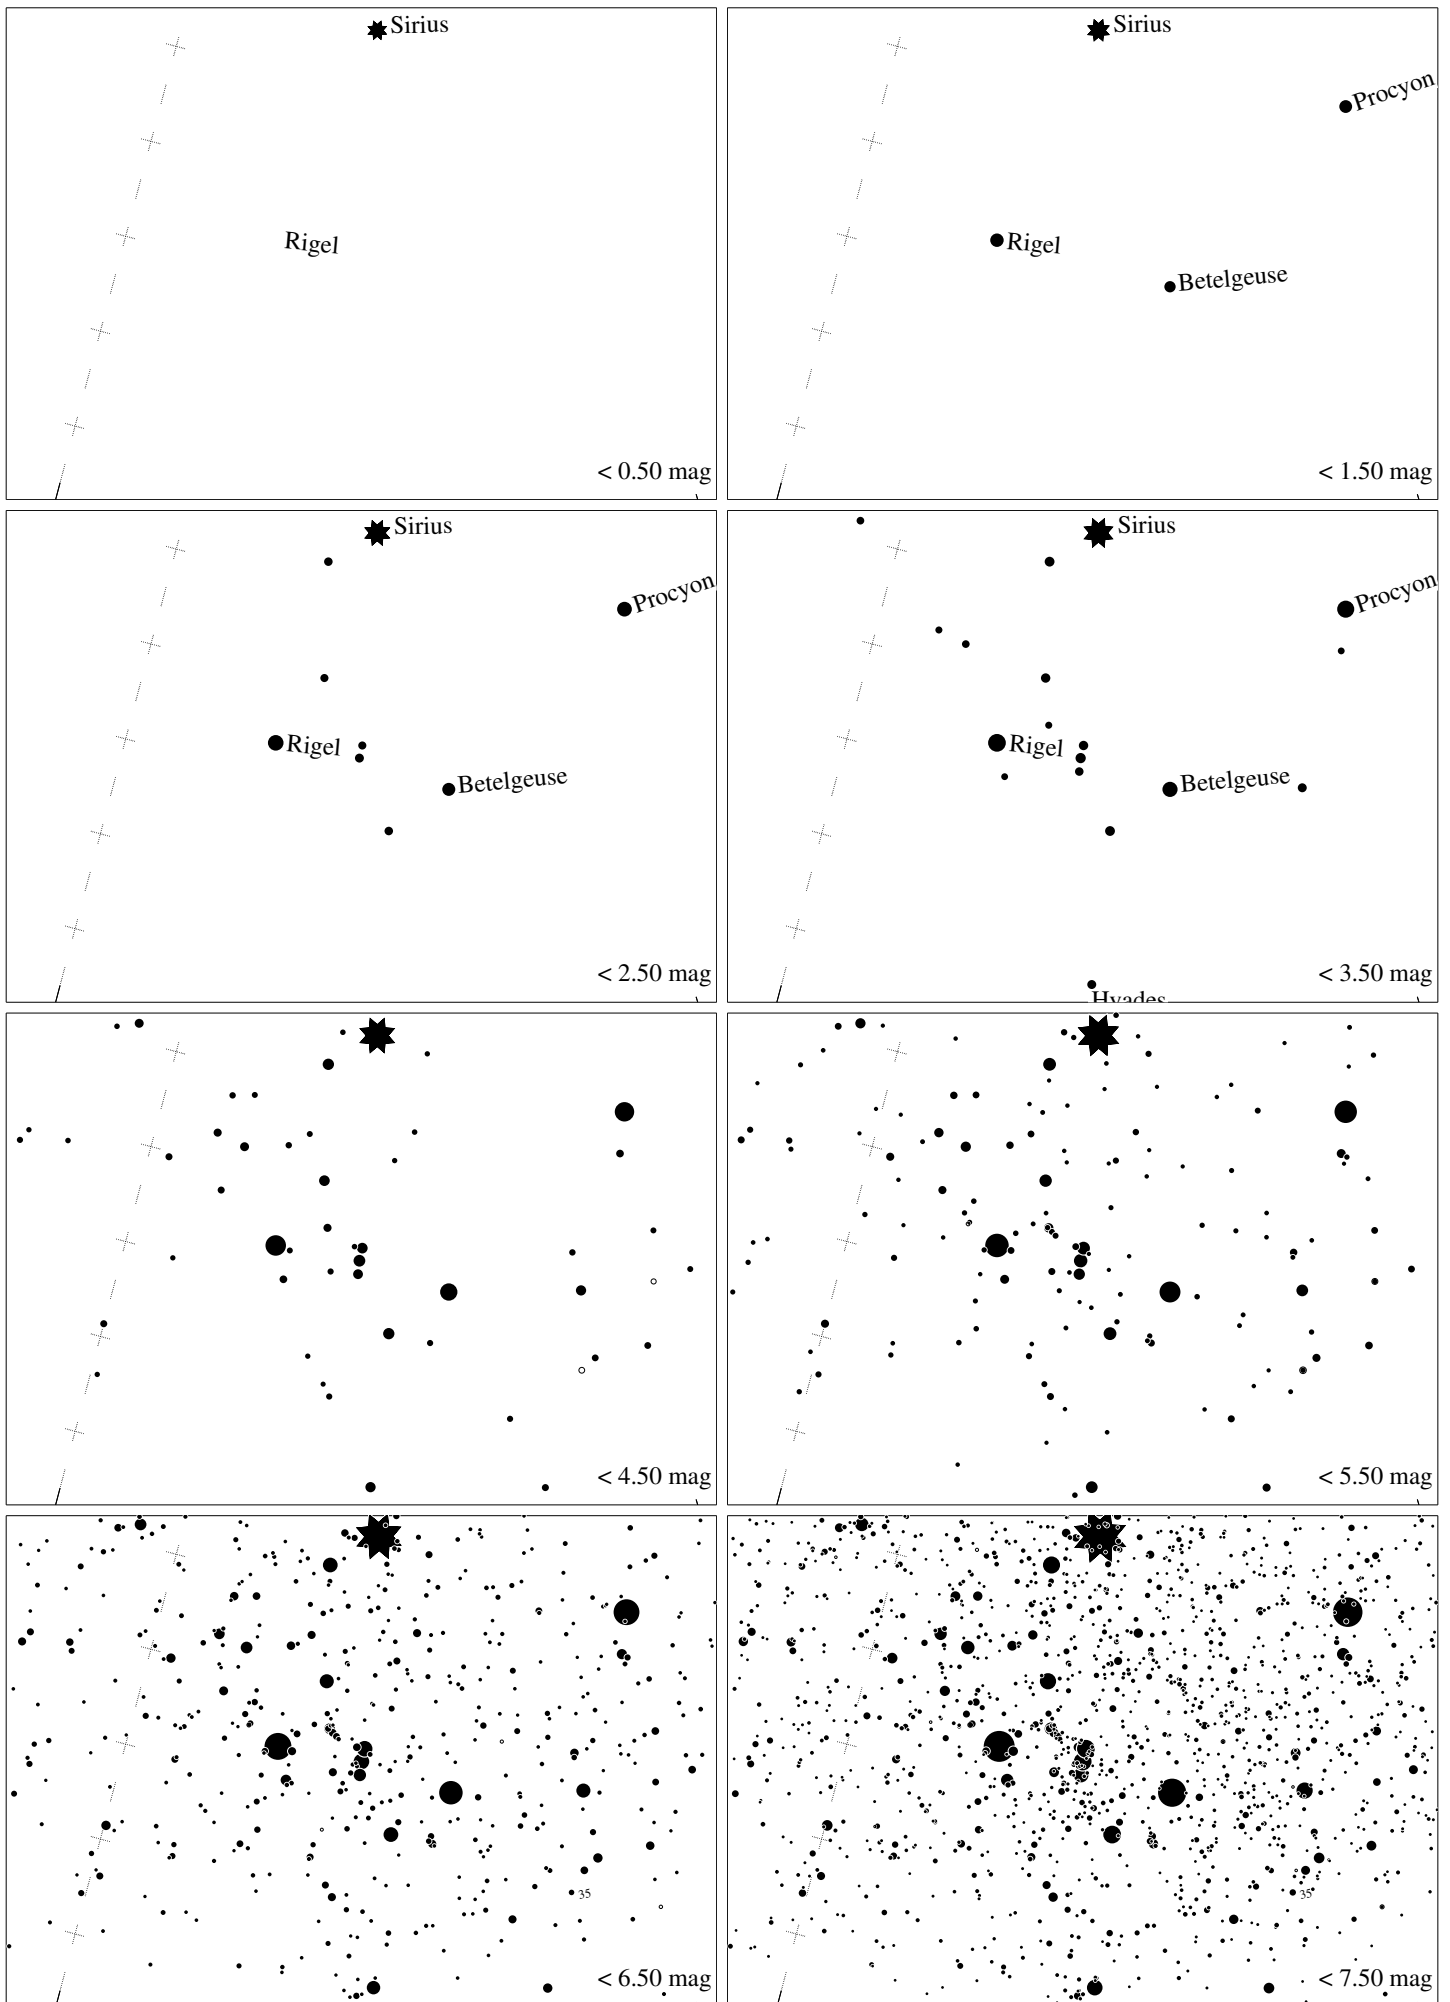 Sirius
Rigel
< 0.50 mag
Sirius
Procyon
Rigel
Betelgeuse
< 1.50 mag
Sirius
Procyon
Rigel
Betelgeuse
< 2.50 mag
Sirius
Procyon
Rigel
Betelgeuse
Hyades
< 3.50 mag
< 4.50 mag
< 5.50 mag
35
< 6.50 mag
35
< 7.50 mag